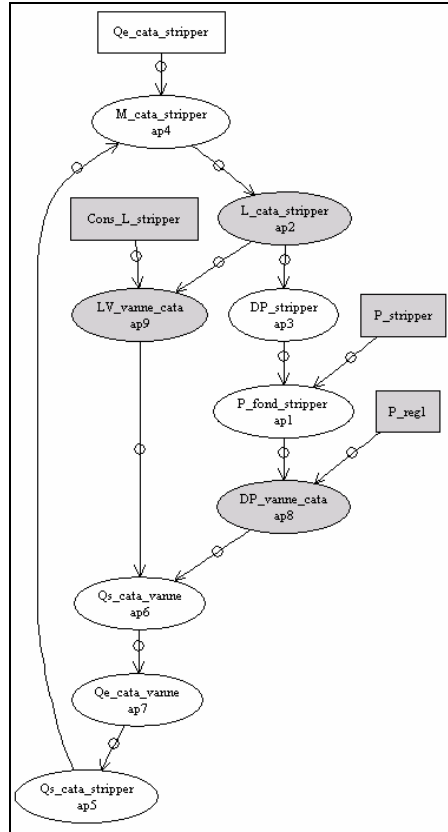 Qe_cata_stripper
M_cata_stripper
ap4
Cons_L_stripper
L_cata_stripper
ap2
LV_vanne_cata
ap9
DP_stripper
ap3
P_stripper
P_fond_stripper
ap1
P_reg1
DP_vanne_cata
ap8
Qs_cata_vanne
ap6
Qe_cata_vanne
ap7
Qs_cata_stripper
ap5